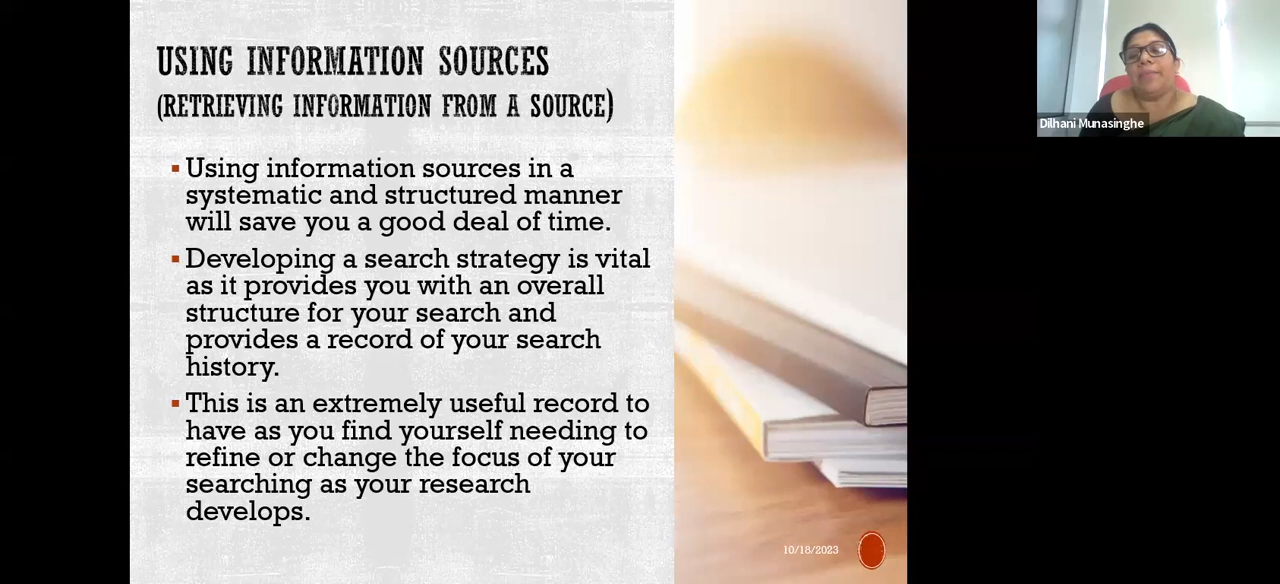 USING INFORMATION SOURCES
(RETRIEVING INFORMATION FROM A SOURCE)
Using information sources in a
systematic and structured manner
will save you a good deal of time.
Developing a search strategy is vital
as it provides you with an overall
structure for your search and
provides a record of your search
history.
This is an extremely useful record to
have as you find yourself needing to
refine or change the focus of your
searching as your research
develops.
10/18/2023
Dilhani Munasinghe